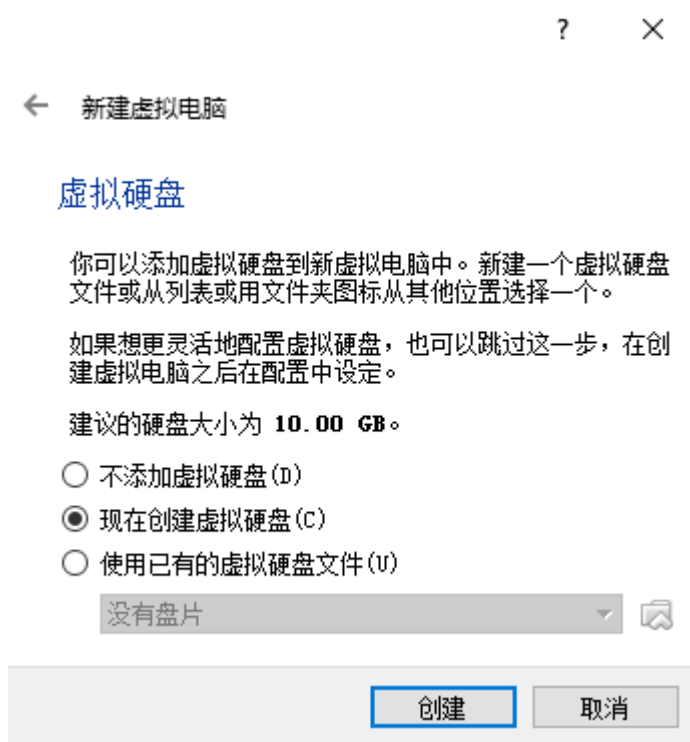 ?
新建虚拟电脑
虚拟硬盘
你可以添加虚拟硬盘到新虚拟电脑中。新建一个虚拟硬盘
文件或从列表或用文件夹图标从其他位置选择一个。
如果想更灵活地配置虚拟硬盘，也可以跳过这一步，在创
建虚拟电脑之后在配置中设定。
建议的硬盘大小为 10.00 GB。
不添加虚拟硬盘(D)
现在创建虚拟硬盘(C)
使用已有的虚拟硬盘文件(U)
没有盘片
创建 取消